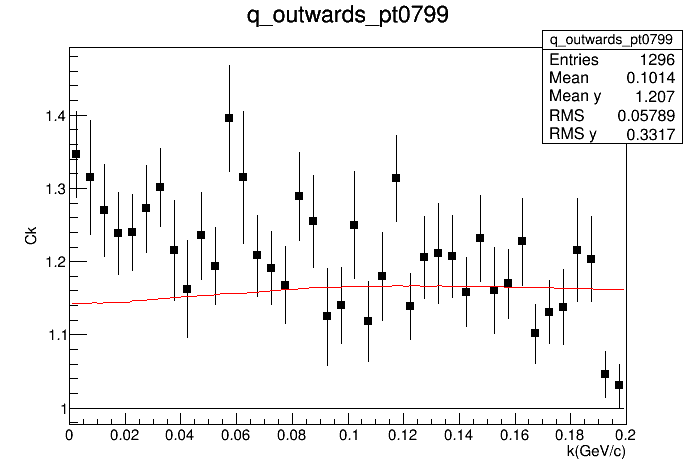 q_outwards_pt0799
q_outwards_pt0799
Entries 1296
Mean 0.1014
Mean y 1.207
RMS 0.05789
RMS y 0.3317
Ck
1.4
1.3
1.2
1.1
1
0 0.02 0.04 0.06 0.08 0.1 0.12 0.14 0.16 0.18 0.2
k(GeV/c)